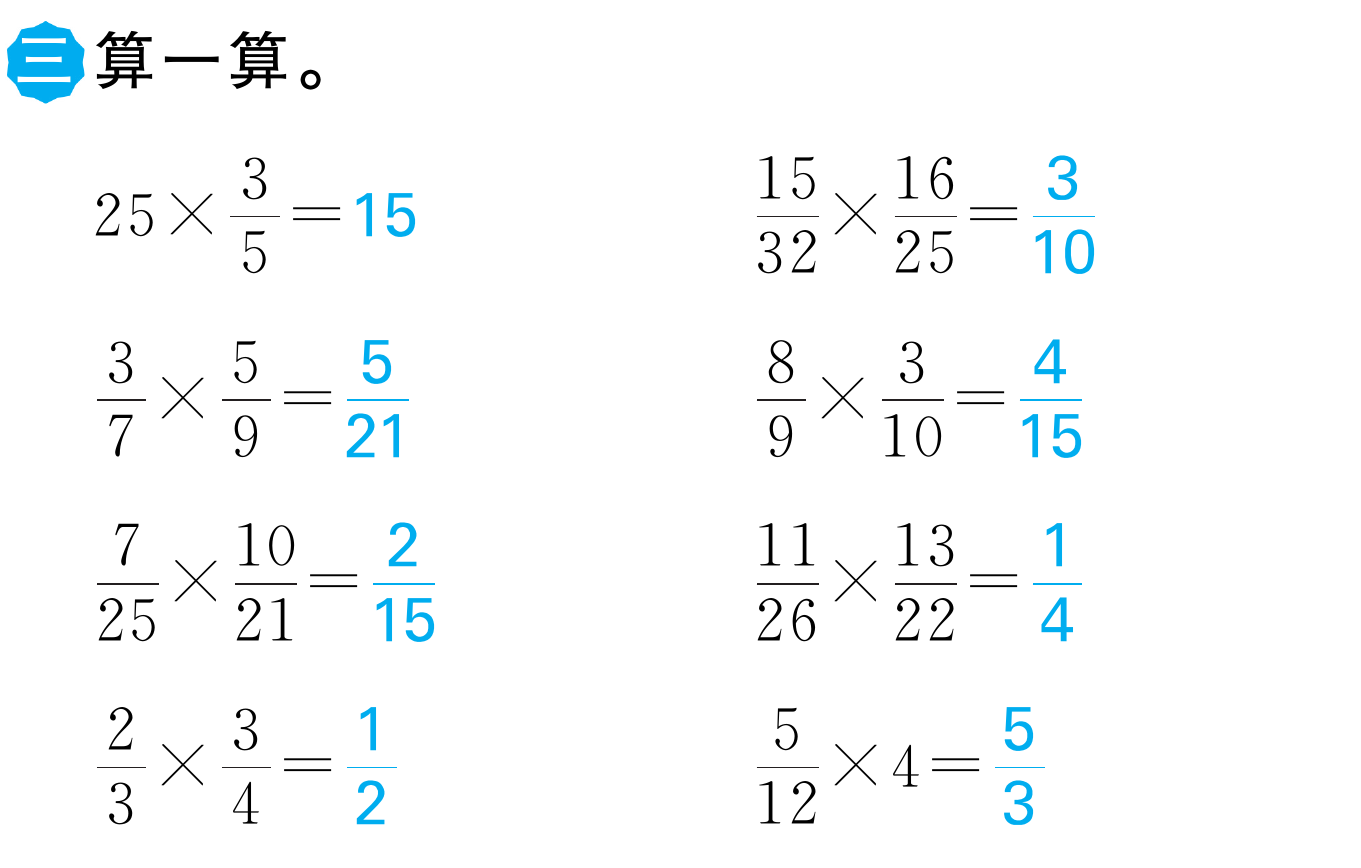 三 算一算。
25 × 3/5 = 15    15/32 × 16/25 = 3/10
3/7 × 5/9 = 5/21    8/9 × 3/10 = 4/15
7/25 × 10/21 = 2/15    11/26 × 13/22 = 1/4
2/3 × 3/4 = 1/2    5/12 × 4 = 5/3